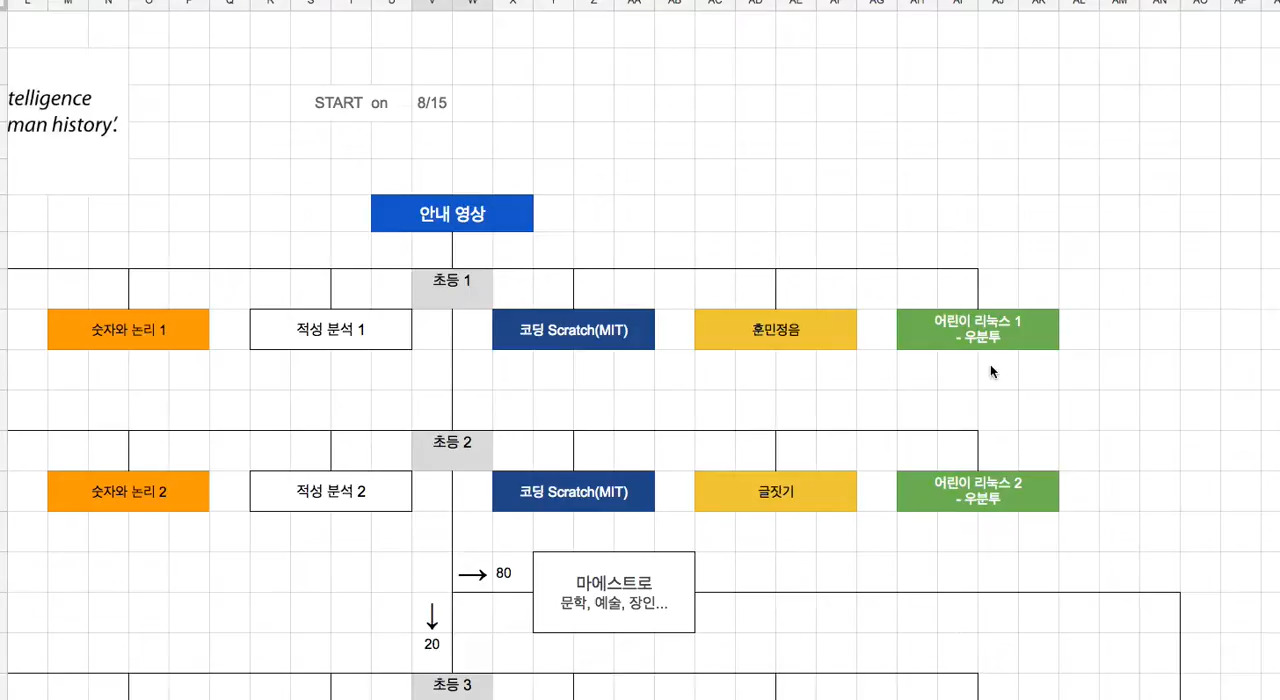 telligence
man history'.
START on 8/15
안내 영상
초등 1
숫자와 논리 1
적성 분석 1
코딩 Scratch(MIT)
훈민정음
어린이 리눅스 1
- 우분투
초등 2
숫자와 논리 2
적성 분석 2
코딩 Scratch(MIT)
글짓기
어린이 리눅스 2
- 우분투
80
마에스트로
문학, 예술, 장인...
20
초등 3